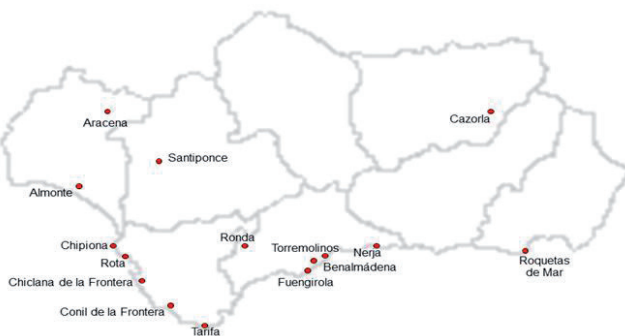 Aracena
Cazorla
Santiponce
Almonte
Chipiona
Ronda
Torremolinos
Nerja
Rota
Benalmádena
Roquetas
de Mar
Chiclana de la Frontera
Fuengirola
Conil de la Frontera
Tarifa